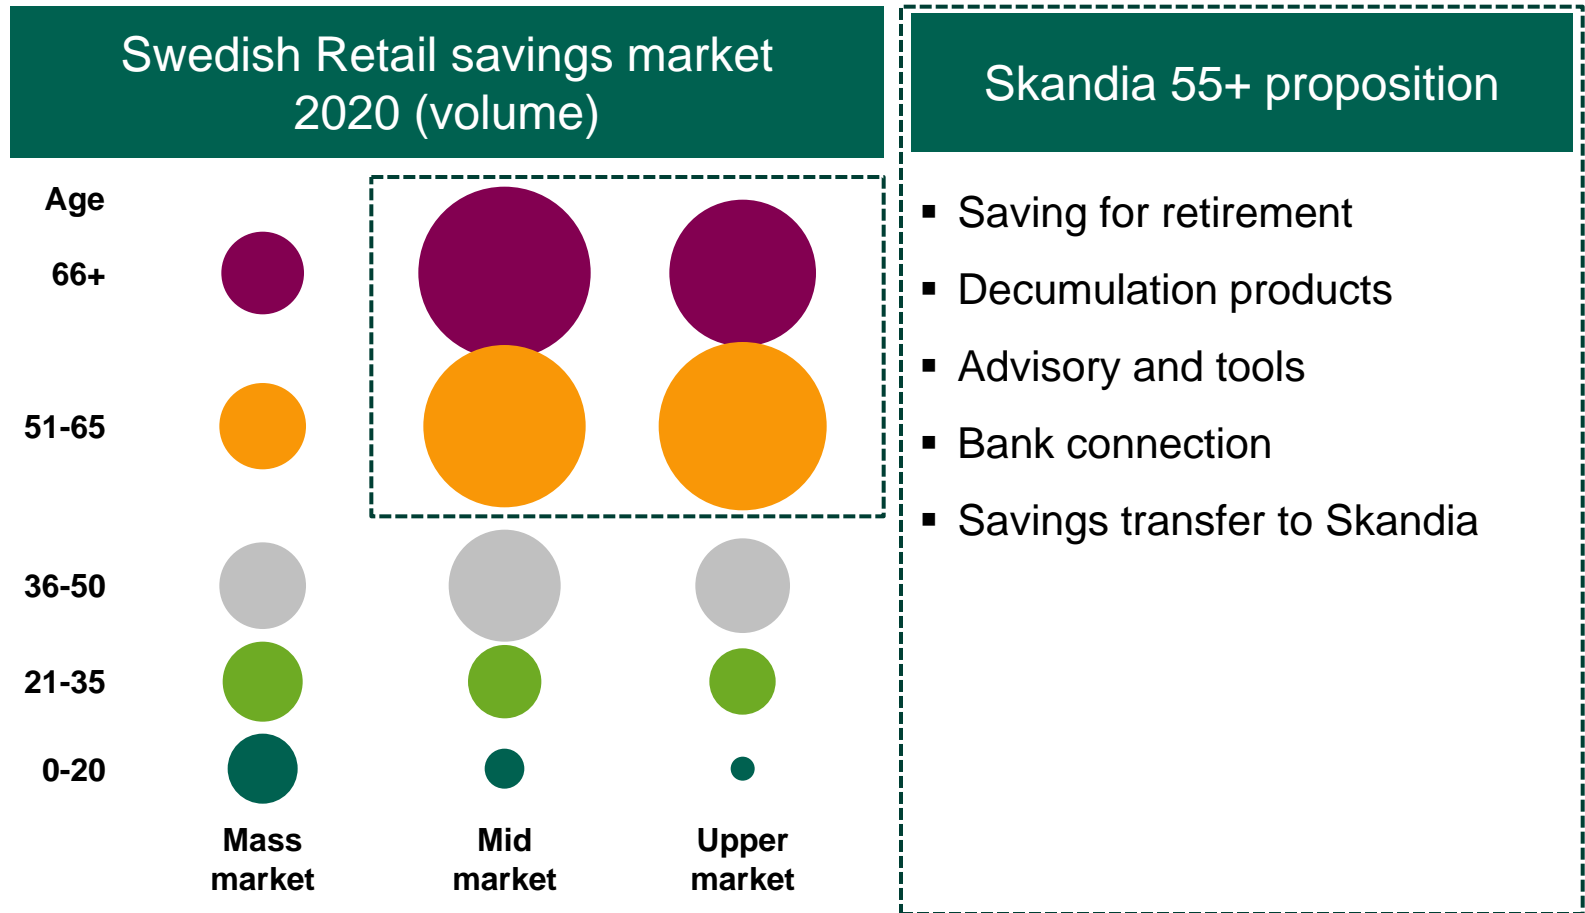 Swedish Retail savings market
2020 (volume)
Age
66+
51-65
36-50
21-35
0-20
Mass
market
Mid
market
Upper
market
Skandia 55+ proposition
▪ Saving for retirement
▪ Decumulation products
▪ Advisory and tools
▪ Bank connection
▪ Savings transfer to Skandia